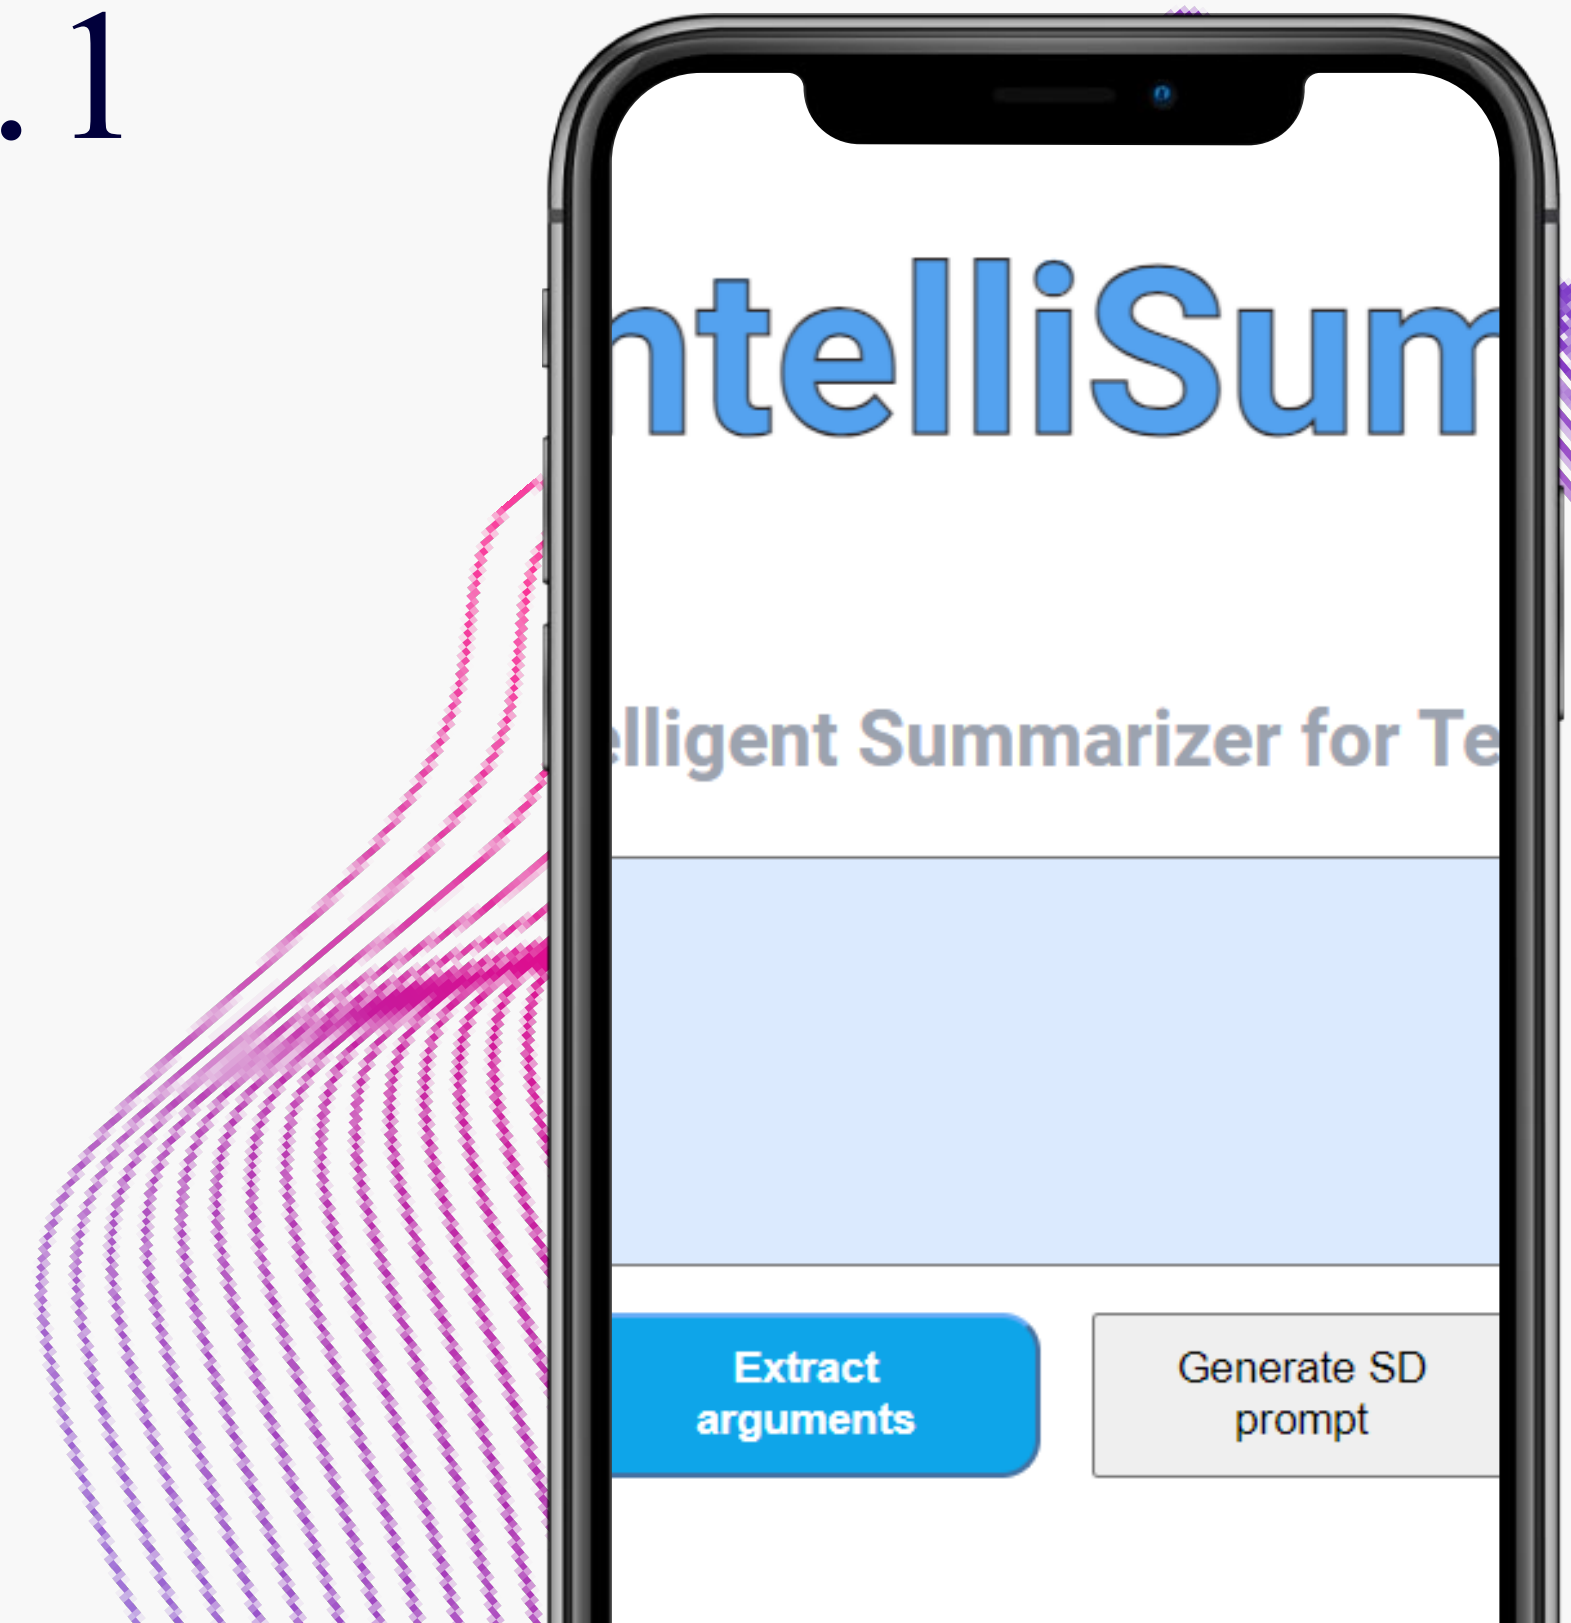 . 1
ntelliSum
elligent Summarizer for Te
Extract
arguments
Generate SD
prompt